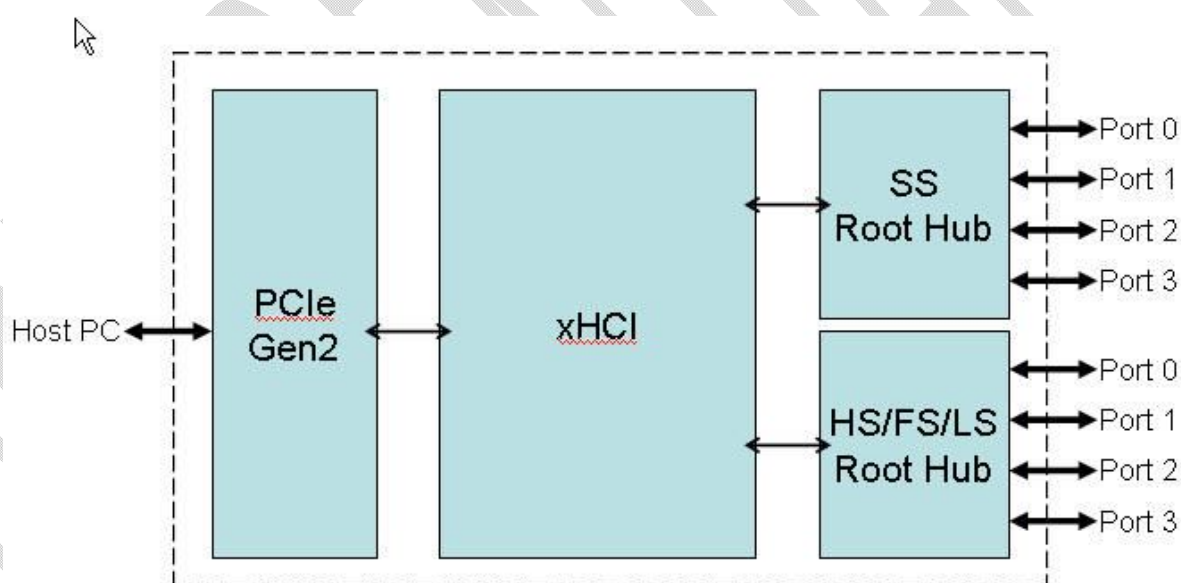 Host PC
PCIe
Gen2
xHCI
SS
Root Hub
HS/FS/LS
Root Hub
Port 0
Port 1
Port 2
Port 3
Port 0
Port 1
Port 2
Port 3